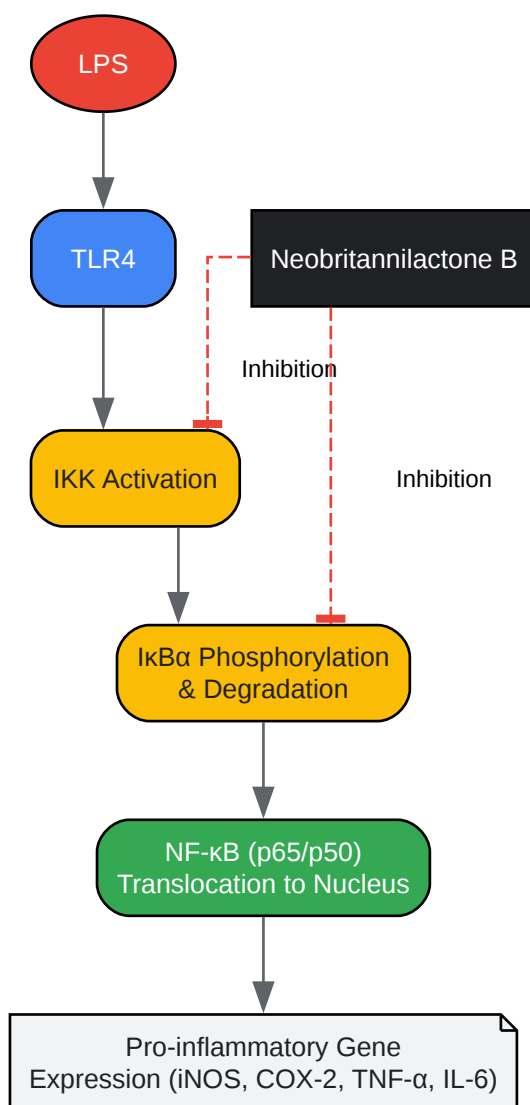 LPS
TLR4
Neobritannilactone B
Inhibition
IKK Activation
Inhibition
IκBα Phosphorylation
& Degradation
NF-κB (p65/p50)
Translocation to Nucleus
Pro-inflammatory Gene
Expression (iNOS, COX-2, TNF-α, IL-6)